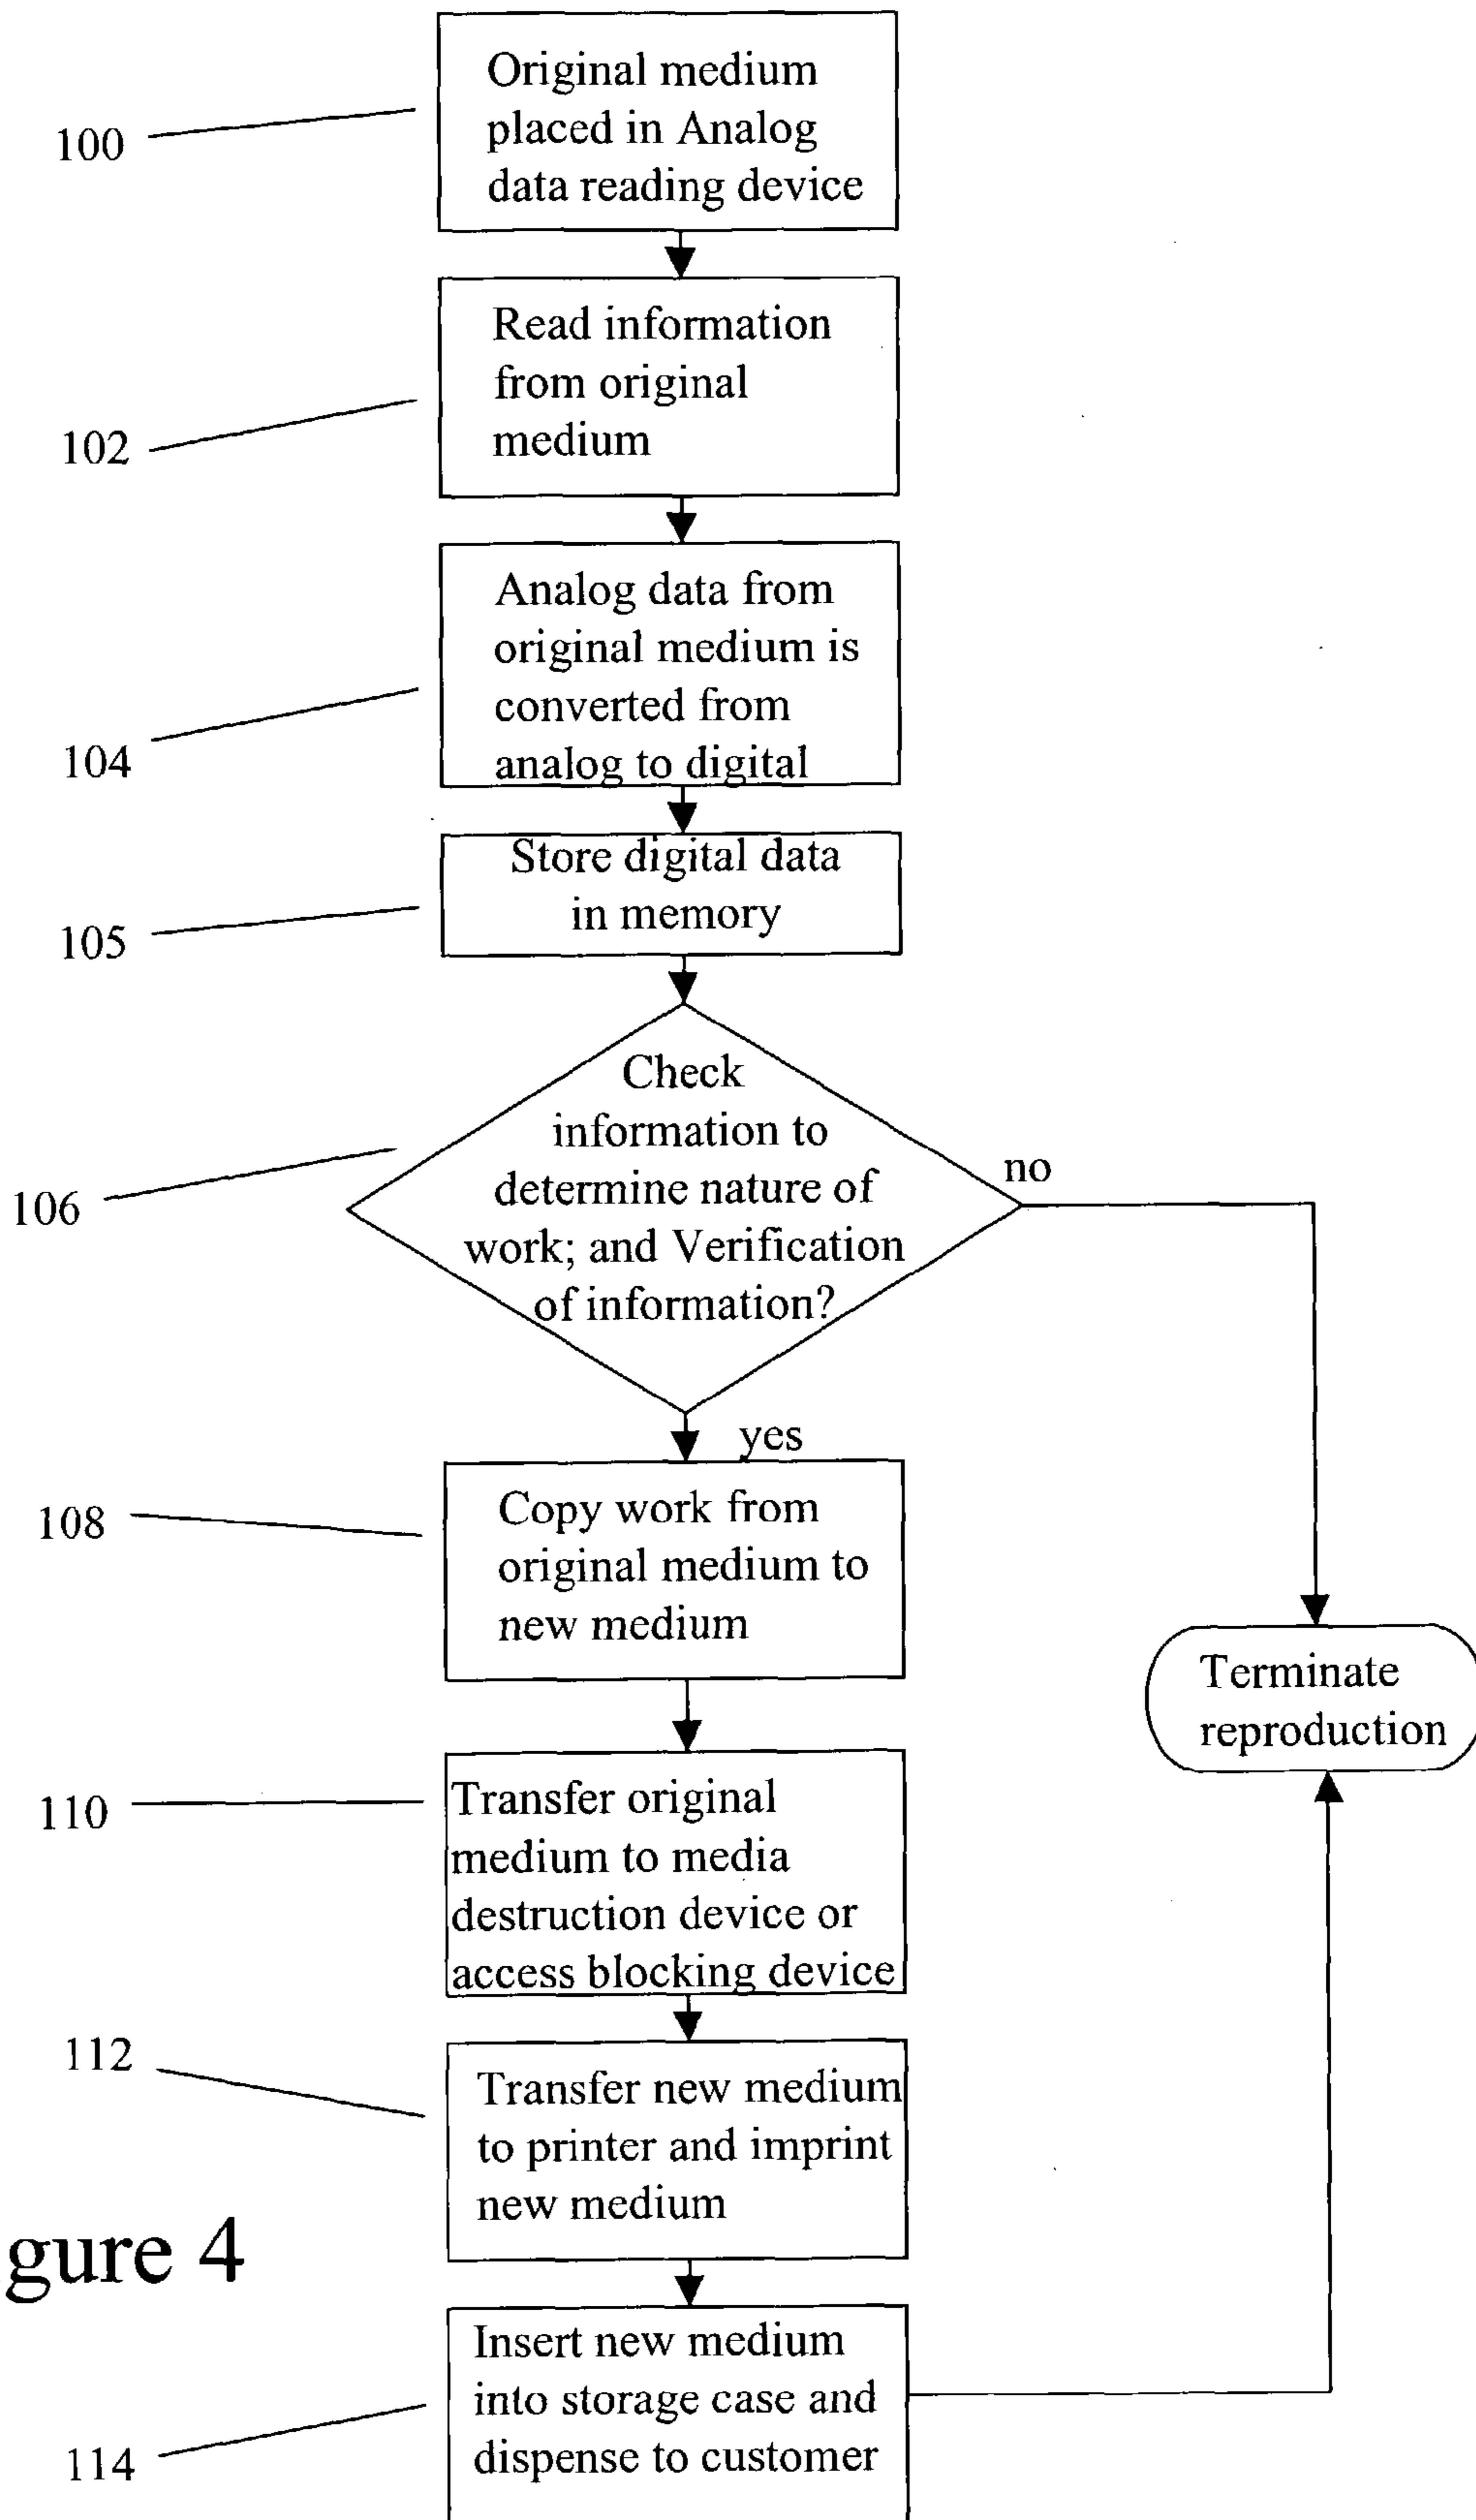 Original medium
placed in Analog
data reading device
100
Read information
from original
medium
102
Analog data from
original medium is
converted from
analog to digital
104
Store digital data
in memory
105
Check
information to
determine nature of
work; and Verification
of information?
106
no
yes
Copy work from
original medium to
new medium
108
Terminate
reproduction
Transfer original
medium to media
destruction device or
access blocking device
110
Transfer new medium
to printer and imprint
new medium
112
gure 4
Insert new medium
into storage case and
dispense to customer
114